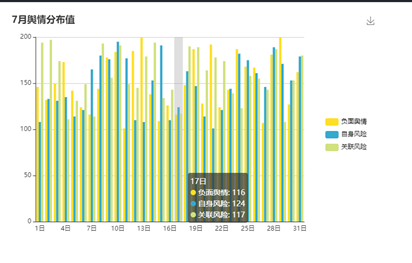 7月舆情分布值
200
150
100
50
0
1日 4日 7日 10日 13日 16日 19日 22日 25日 28日 31日
17日
负面舆情: 116
自身风险: 124
关联风险: 117
负面舆情
自身风险
关联风险